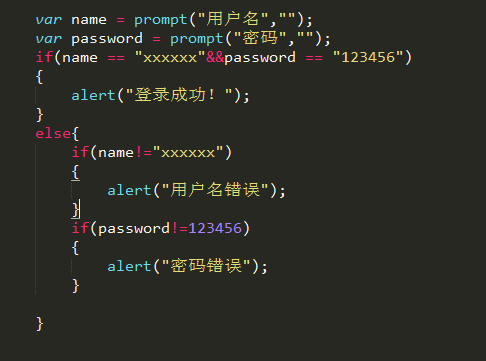 var name = prompt("用户名","");
var password = prompt("密码","");
if(name == "xxxxxx"&&password == "123456")
{
alert("登录成功！");
}
else{
if(name!="xxxxxx")
{
alert("用户名错误");
}
if(password!=123456)
{
alert("密码错误");
}
}